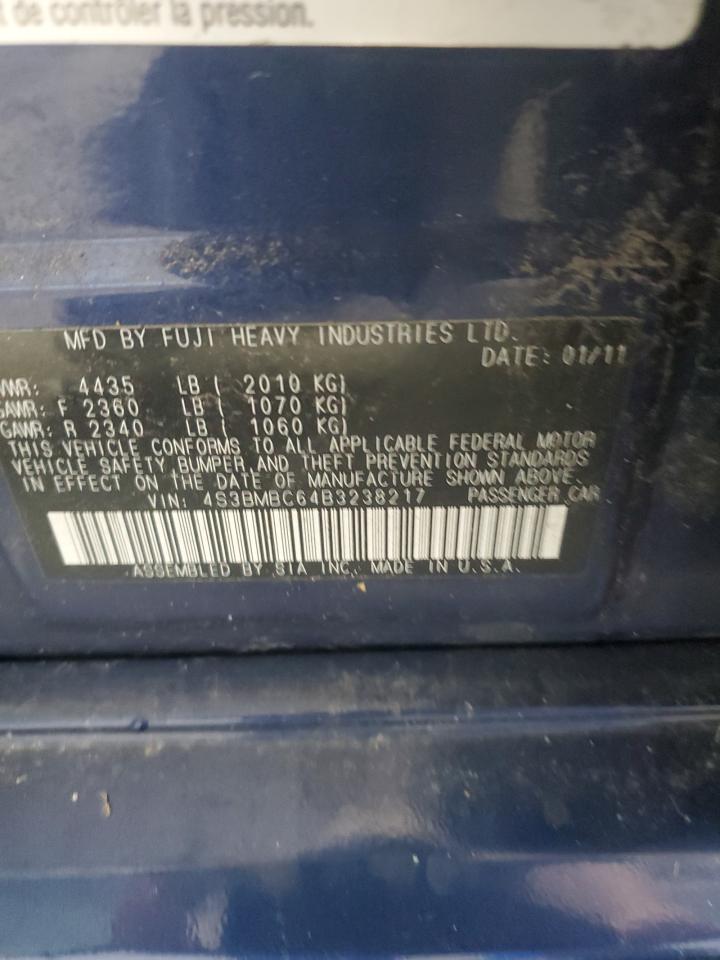 t de contrôler la pression.
MFD BY FUJI HEAVY INDUSTRIES LTD.
DATE: 01/11
VWR: 4435 LB ( 2010 KG)
GAWR: F 2360 LB ( 1070 KG)
GAWR: R 2340 LB ( 1060 KG)
THIS VEHICLE CONFORMS TO ALL APPLICABLE FEDERAL MOTOR
VEHICLE SAFETY BUMPER,AND THEFT PREVENTION STANDARDS
IN EFFECT ON THE DATE OF MANUFACTURE SHOWN ABOVE.
VIN: 4S3BMBC64B3238217 PASSENGER CAR
ASSEMBLED BY SIA INC. MADE IN U.S.A.